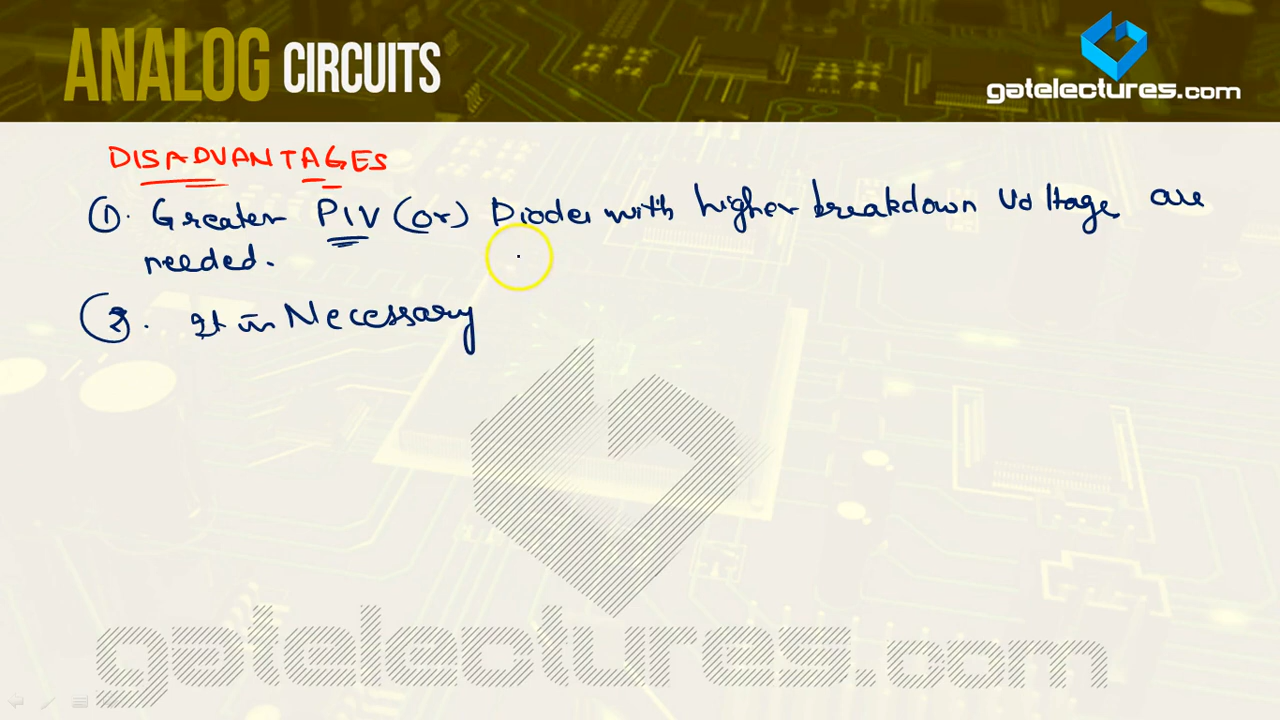 ANALOG CIRCUITS
gatelectures.com
DISADVANTAGES
①. Greater PIV (or) Diodes with higher breakdown Voltage are
needed.
②. It is Necessary
gatelectures.com